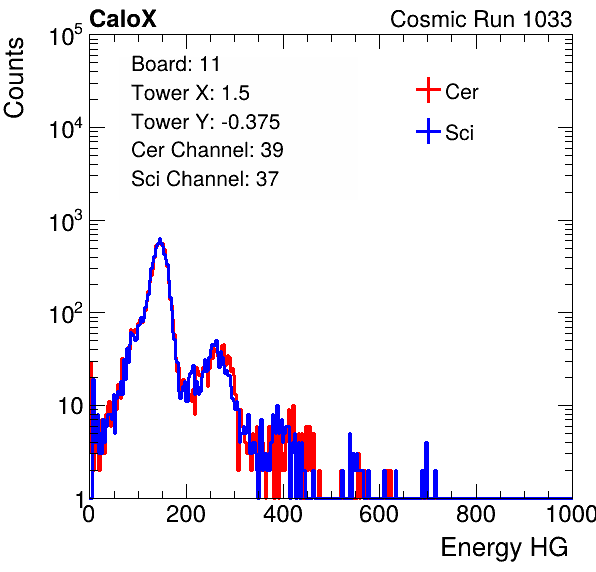 CaloX Cosmic Run 1033
Counts
10^5
10^4
10^3
10^2
10
1
Board: 11
Tower X: 1.5
Tower Y: -0.375
Cer Channel: 39
Sci Channel: 37
Cer
Sci
0 200 400 600 800 1000
Energy HG